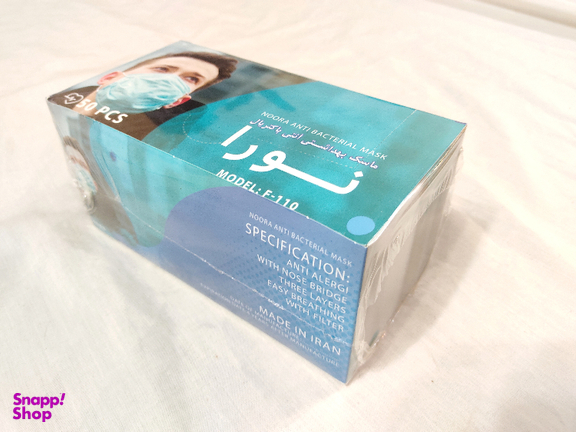 50 PCS
NOORA ANTI BACTERIAL MASK
ماسک بهداشتی آنتی باکتریال
نورا
MODEL: F-110
NOORA ANTI BACTERIAL MASK
SPECIFICATION:
ANTI ALERGI
WITH NOSE BRIDGE
THREE LAYERS
EASY BREATHING
WITH FILTER
MADE IN IRAN
Snapp!
Shop